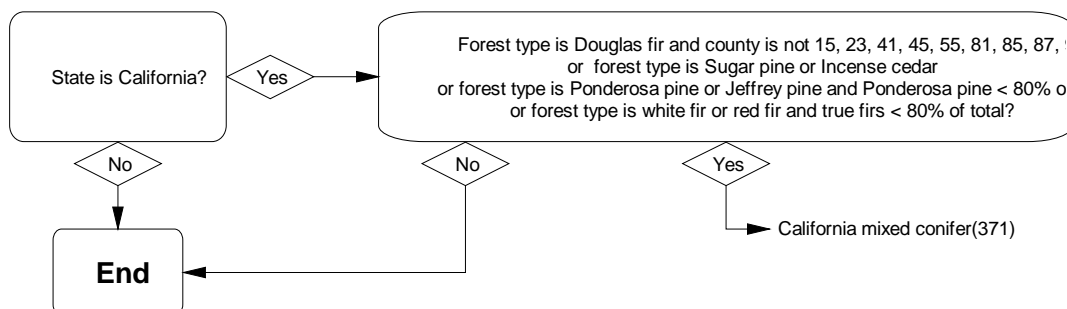 State is California?
Yes
Forest type is Douglas fir and county is not 15, 23, 41, 45, 55, 81, 85, 87,
or forest type is Sugar pine or Incense cedar
or forest type is Ponderosa pine or Jeffrey pine and Ponderosa pine < 80%
or forest type is white fir or red fir and true firs < 80% of total?
No
No
Yes
California mixed conifer(371)
End